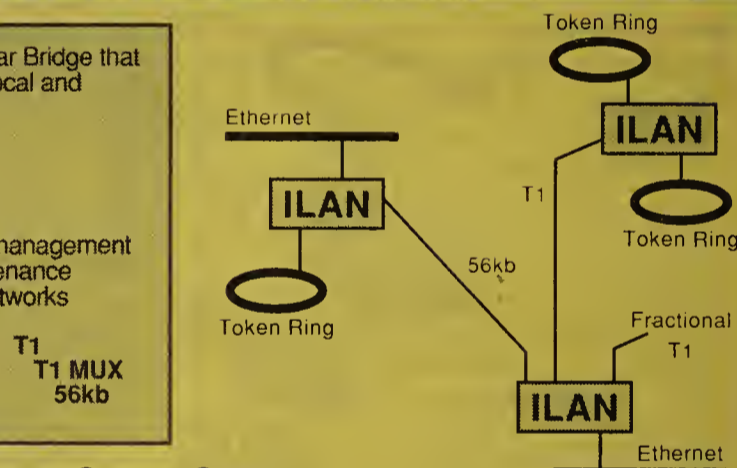 ar Bridge that
ocal and
management
enance
tworks
T1
T1 MUX
56kb
Token Ring
ILAN
Token Ring
T1
Ethernet
ILAN
Token Ring
56kb
Fractional
T1
ILAN
Ethernet